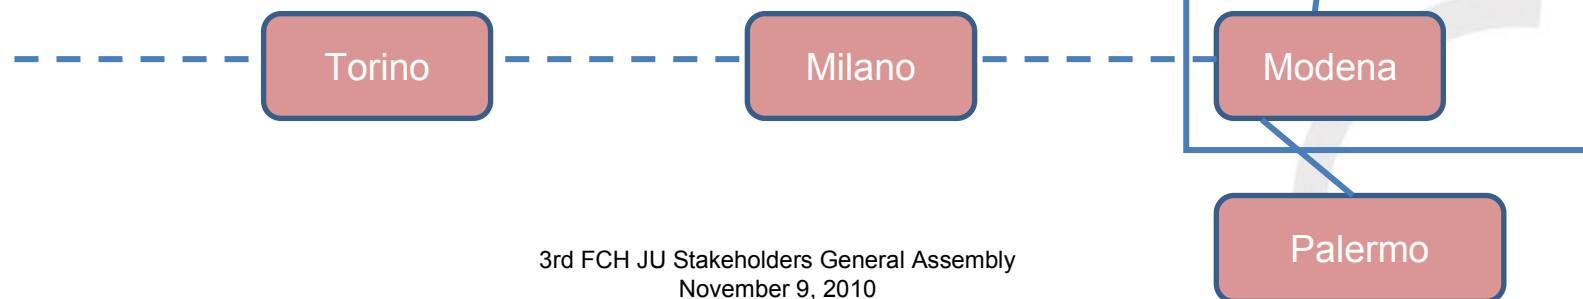 Torino
Milano
Modena
Palermo
3rd FCH JU Stakeholders General Assembly
November 9, 2010